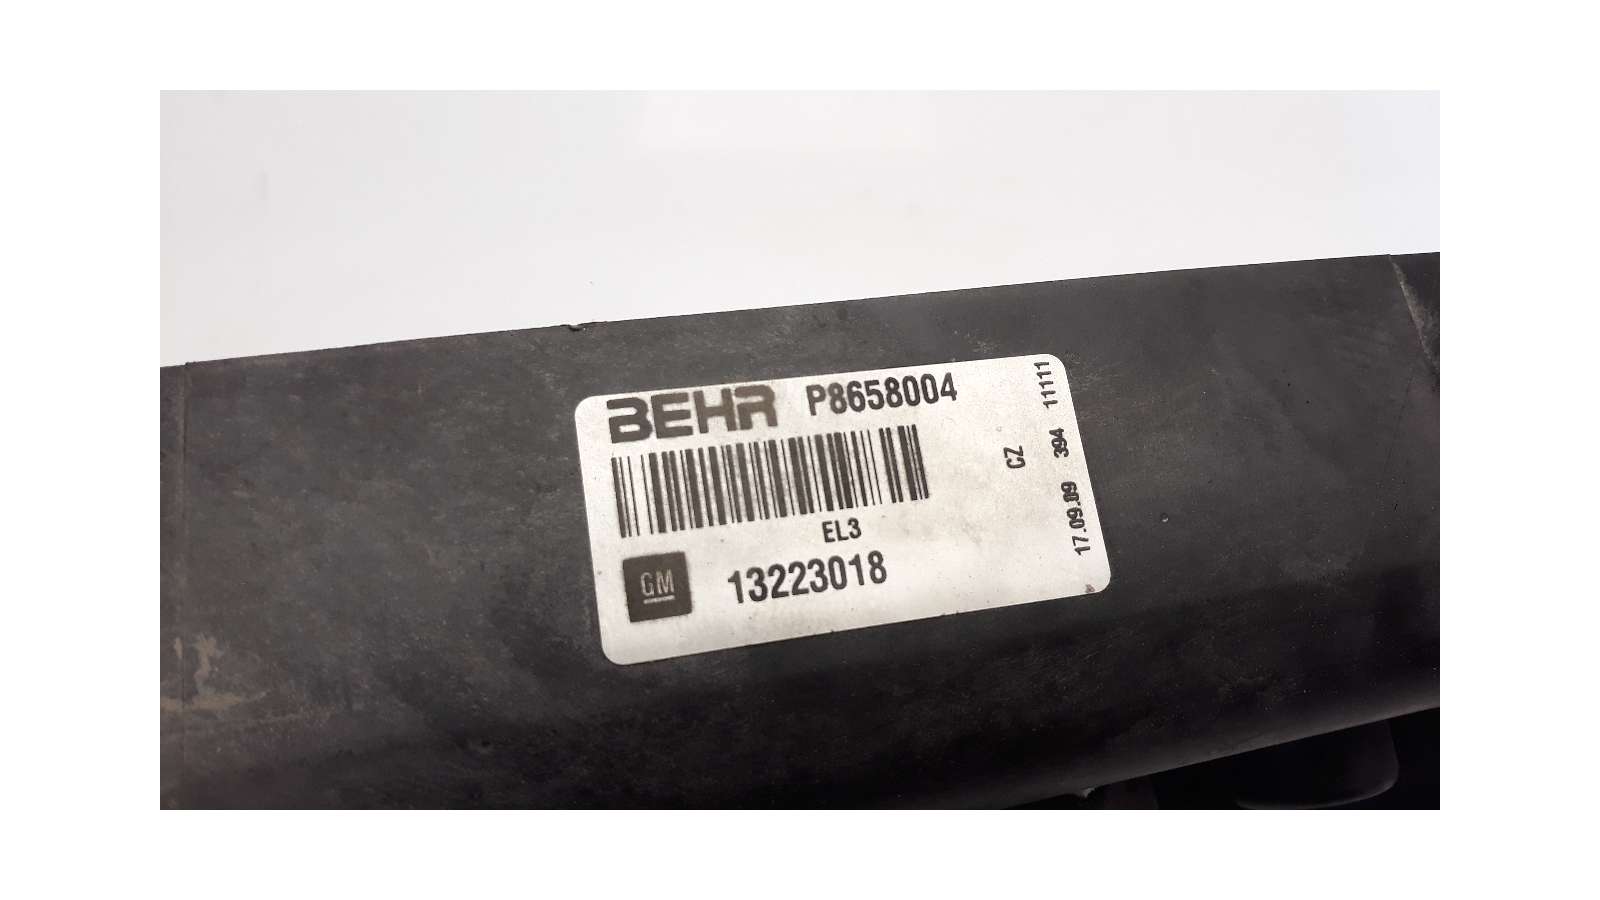 BEHR P8658004
EL3
GM 13223018
CZ
17.09.09 394 11111